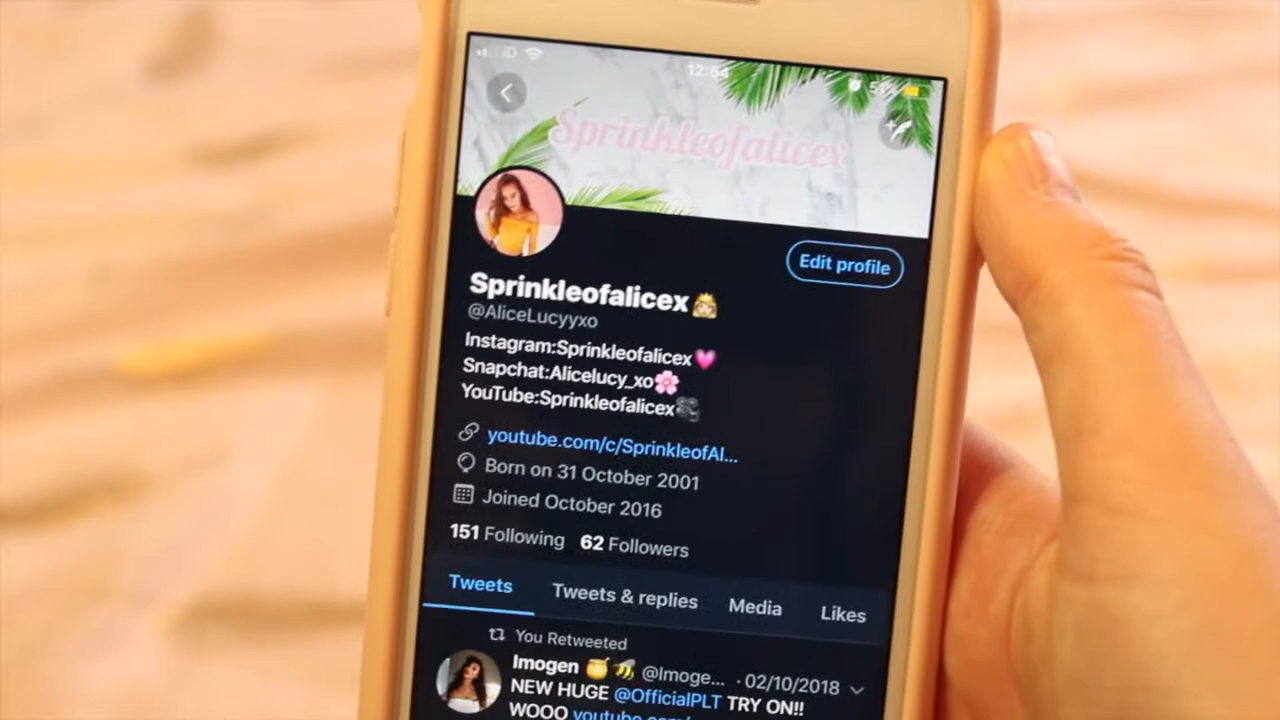 iD
12:54
Sprinkleofalicex
Edit profile
Sprinkleofalicex
@AliceLucyyxo
Instagram:Sprinkleofalicex
Snapchat:Alicelucy_xo
YouTube:Sprinkleofalicex
youtube.com/c/SprinkleofAl...
Born on 31 October 2001
Joined October 2016
151 Following 62 Followers
Tweets Tweets & replies Media Likes
You Retweeted
Imogen @Imoge... · 02/10/2018
NEW HUGE @OfficialPLT TRY ON!!
WOOO